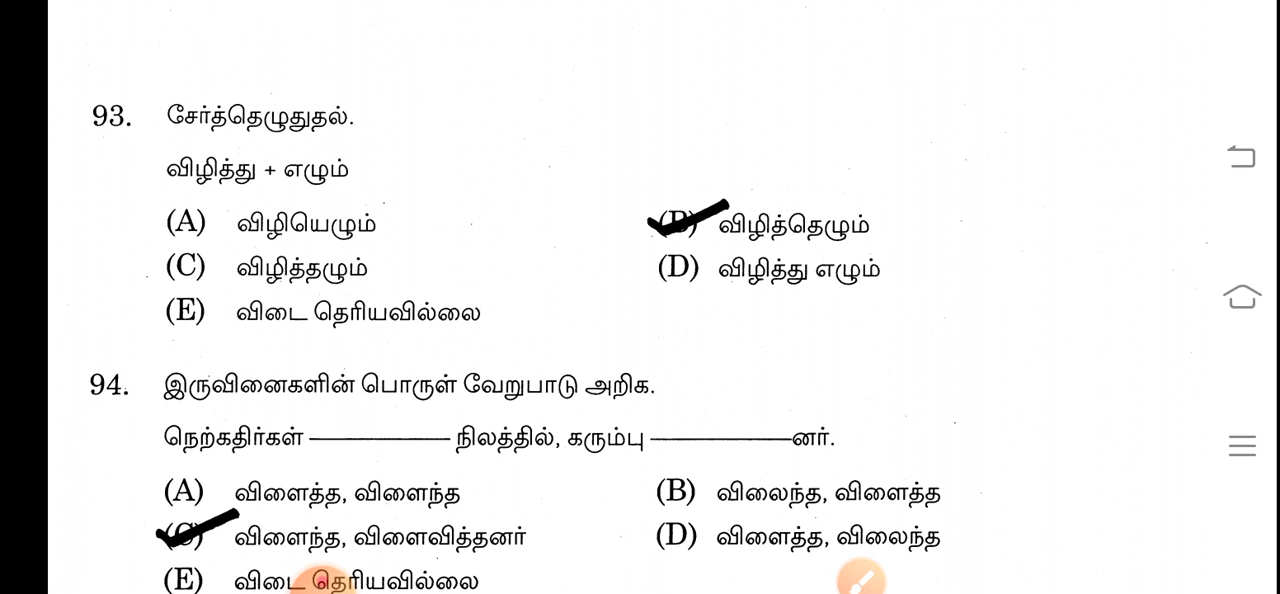 93. சேர்த்தெழுதுதல்.
விழித்து + எழும்
(A) விழியெழும் (B) விழித்தெழும்
(C) விழித்தழும் (D) விழித்து எழும்
(E) விடை தெரியவில்லை
94. இருவினைகளின் பொருள் வேறுபாடு அறிக.
நெற்கதிர்கள் ————— நிலத்தில், கரும்பு —————னர்.
(A) விளைத்த, விளைந்த (B) விலைந்த, விளைத்த
(C) விளைந்த, விளைவித்தனர் (D) விளைத்த, விலைந்த
(E) விடை தெரியவில்லை